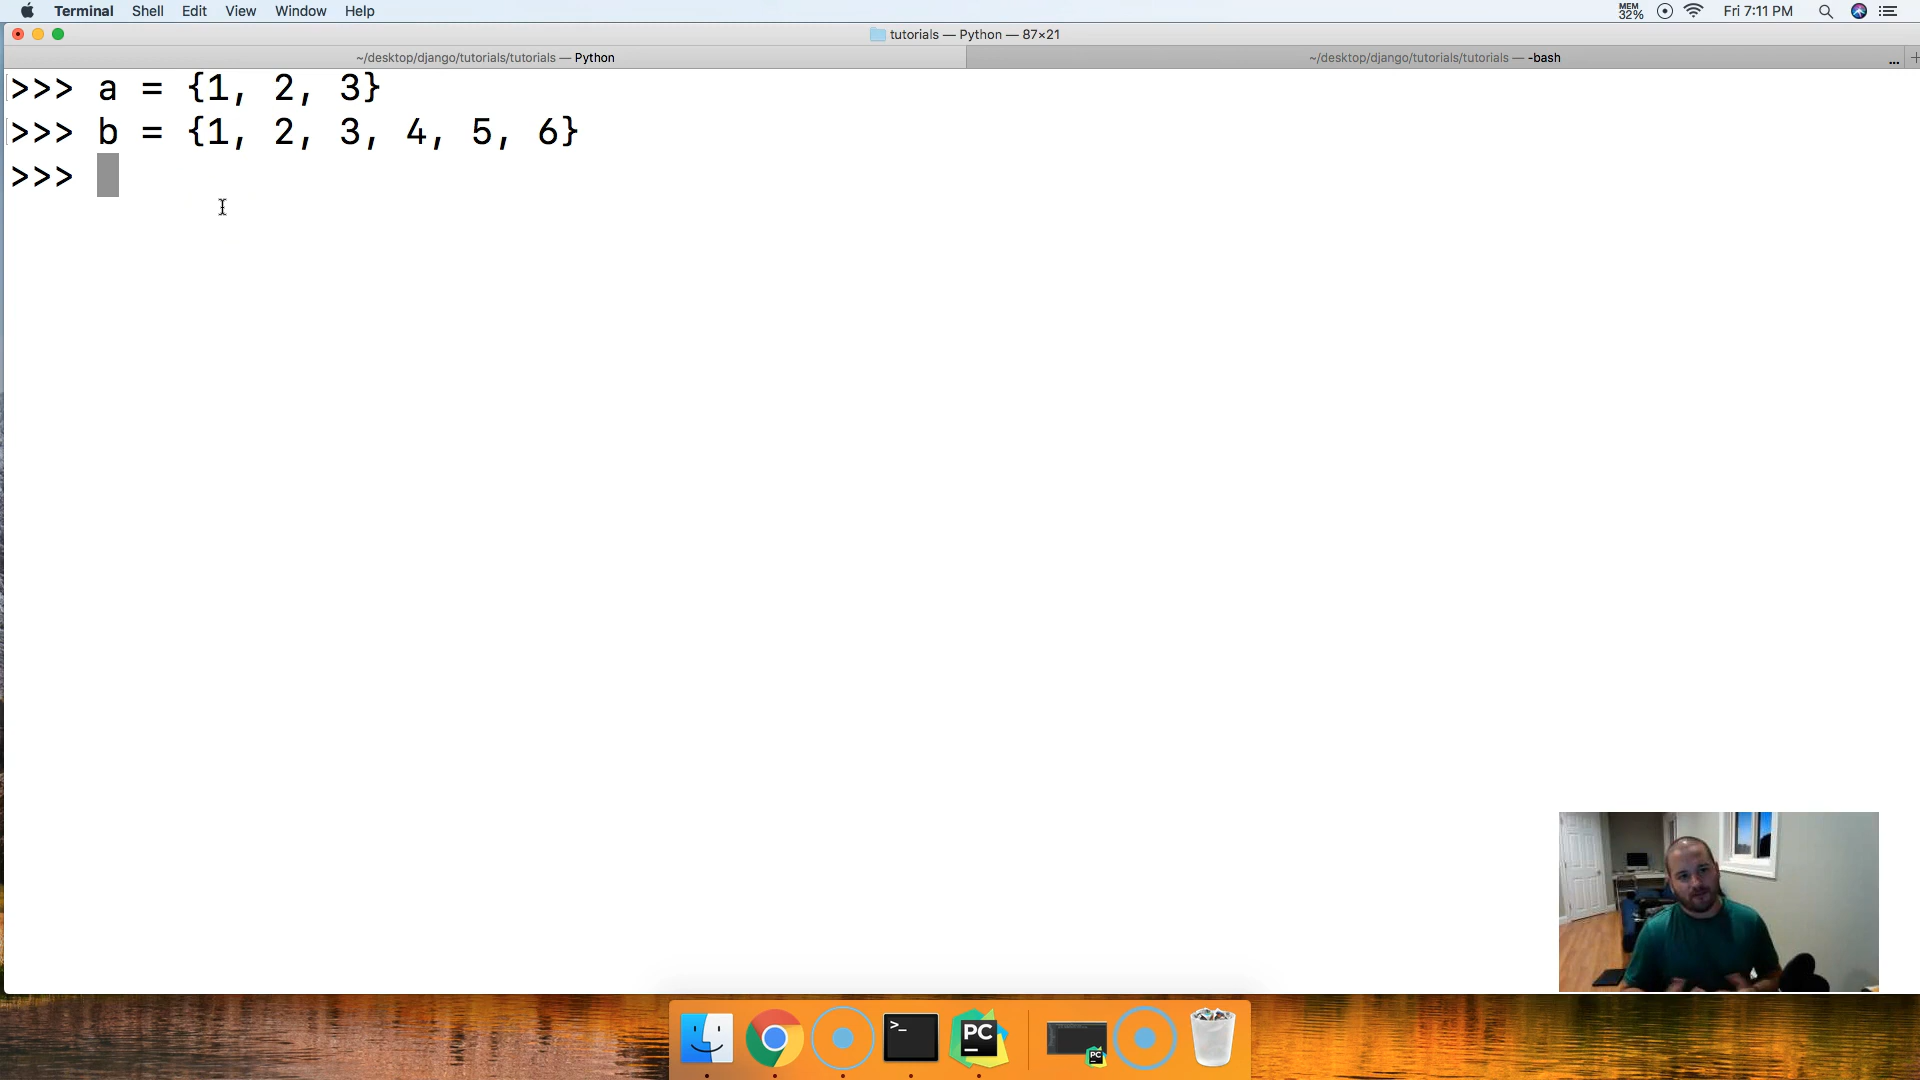 Terminal Shell Edit View Window Help MEM 32% Fri 7:11 PM
tutorials — Python — 87×21
~/desktop/django/tutorials/tutorials — Python ~/desktop/django/tutorials/tutorials — -bash ... +
>>> a = {1, 2, 3}
>>> b = {1, 2, 3, 4, 5, 6}
>>>
>_ PC PC